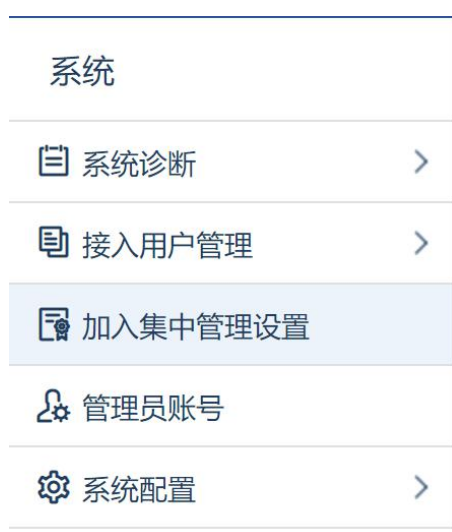 系统
系统诊断
接入用户管理
加入集中管理设置
管理员账号
系统配置